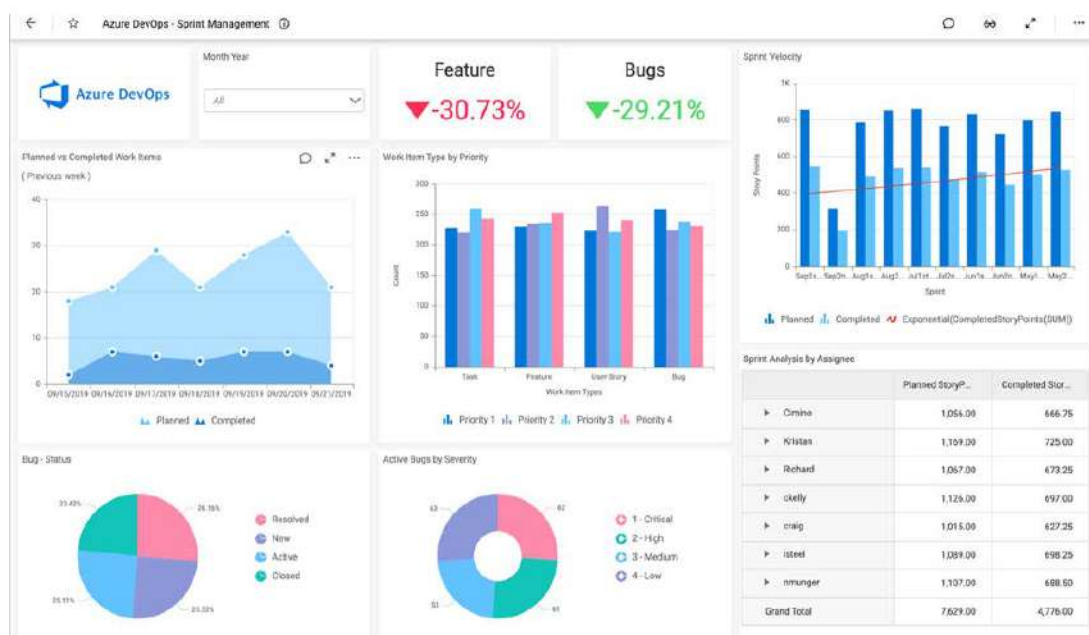 Azure DevOps - Sprint Management
Azure DevOps
Month Year
All
Feature
-30.73%
Bugs
-29.21%
Planned vs Completed Work Items
( Previous week )
40
30
20
10
0
09/15/2019 09/16/2019 09/17/2019 09/18/2019 09/19/2019 09/20/2019 09/21/2019
Planned Completed
Work Item Type by Priority
Count
300
250
200
150
100
50
0
Task Feature User Story Bug
Work Item Types
Priority 1 Priority 2 Priority 3 Priority 4
Sprint Velocity
Story Points
1K
800
600
400
200
0
Sprint
Planned Completed Exponential(CompletedStoryPoints(SUM))
Bug - Status
26.16%
Resolved
New
Active
Closed
Active Bugs by Severity
62
61
53
63
1 - Critical
2 - High
3 - Medium
4 - Low
Sprint Analysis by Assignee
Planned StoryP... Completed Stor...
Cimino 1,056.00 666.75
Kristan 1,169.00 725.00
Richard 1,067.00 673.25
okelly 1,126.00 697.00
craig 1,015.00 627.25
isteel 1,089.00 698.25
nmunger 1,107.00 688.50
Grand Total 7,629.00 4,776.00